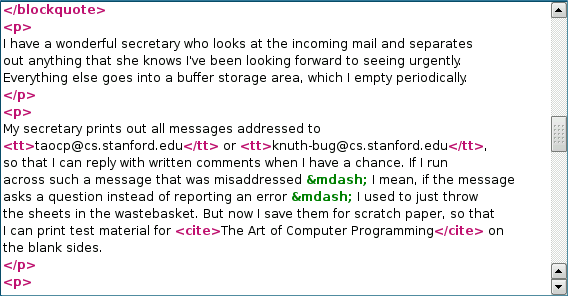 </blockquote>
<p>
I have a wonderful secretary who looks at the incoming mail and separates
out anything that she knows I've been looking forward to seeing urgently.
Everything else goes into a buffer storage area, which I empty periodically.
</p>
<p>
My secretary prints out all messages addressed to
<tt>taocp@cs.stanford.edu</tt> or <tt>knuth-bug@cs.stanford.edu</tt>,
so that I can reply with written comments when I have a chance. If I run
across such a message that was misaddressed &mdash; I mean, if the message
asks a question instead of reporting an error &mdash; I used to just throw
the sheets in the wastebasket. But now I save them for scratch paper, so that
I can print test material for <cite>The Art of Computer Programming</cite> on
the blank sides.
</p>
<p>